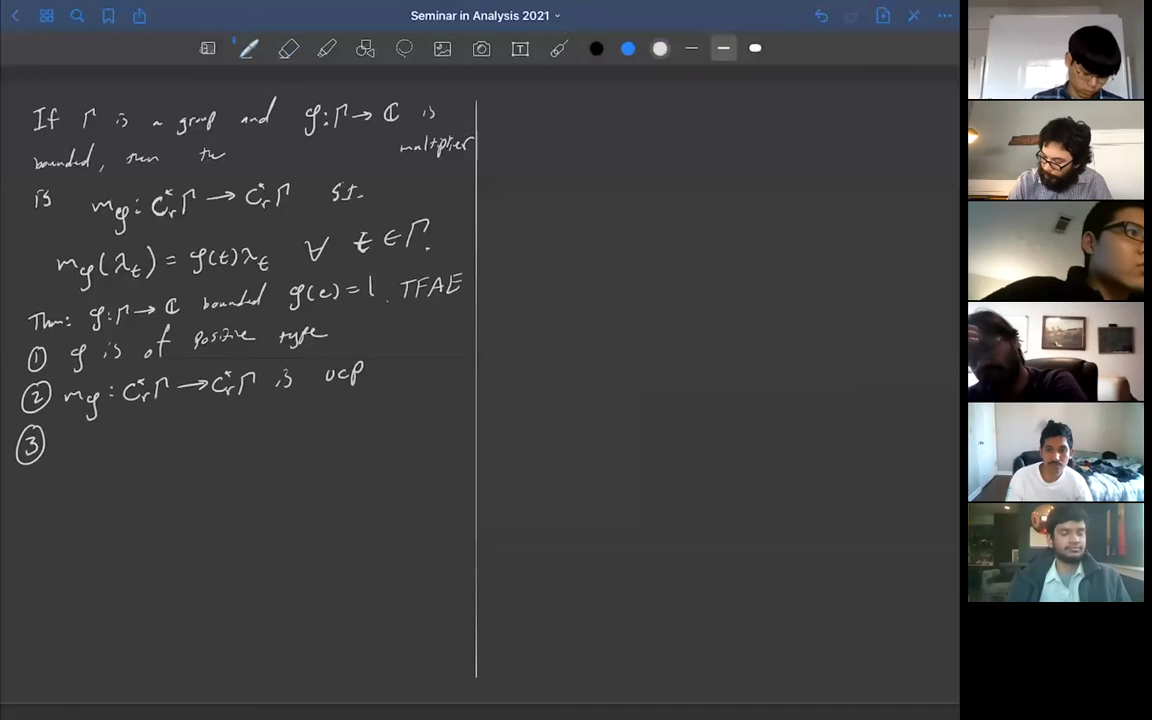 Seminar in Analysis 2021
If Γ is a group and φ: Γ → ℂ is
bounded, then the multiplier
is m_φ: C*_r Γ → C*_r Γ s.t.
m_φ(λ_t) = φ(t)λ_t ∀ t ∈ Γ.
Thm: φ: Γ → ℂ bounded φ(e) = 1. TFAE
① φ is of positive type
② m_φ: C*_r Γ → C*_r Γ is ucp
③